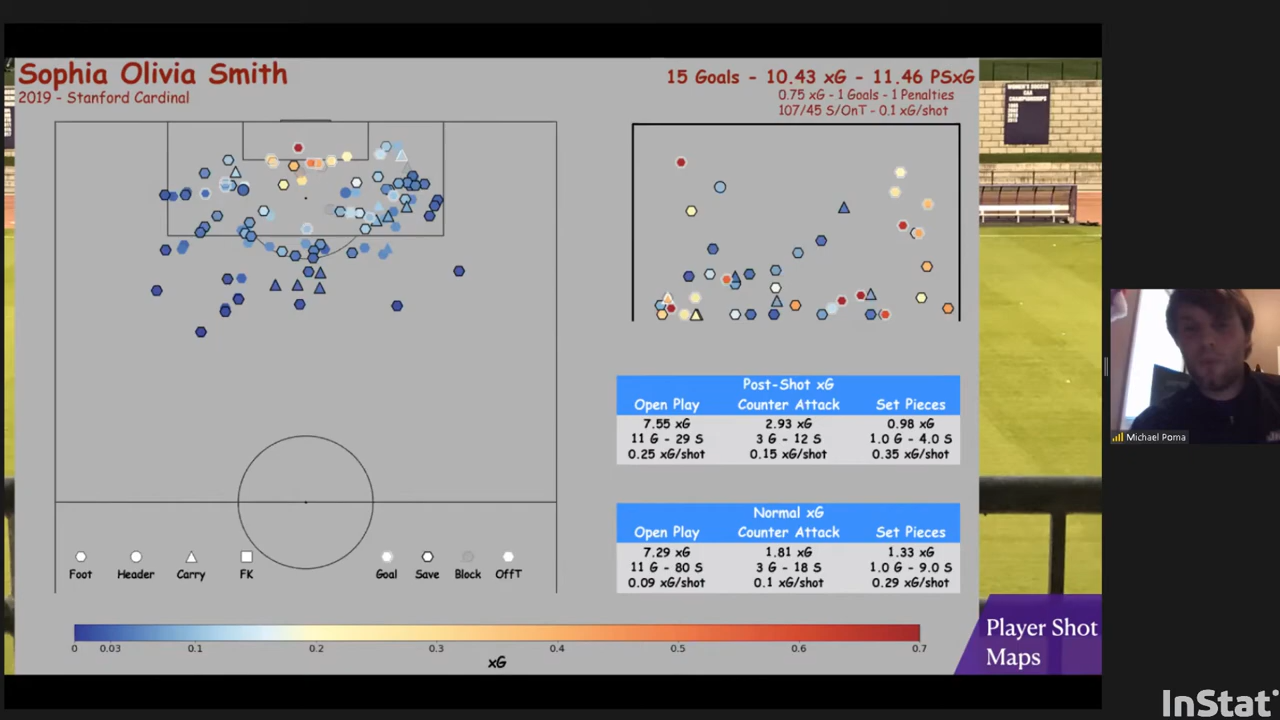 Sophia Olivia Smith
2019 - Stanford Cardinal
15 Goals - 10.43 xG - 11.46 PSxG
0.75 xG - 1 Goals - 1 Penalties
107/45 S/OnT - 0.1 xG/shot
Post-Shot xG
Open Play Counter Attack Set Pieces
7.55 xG 2.93 xG 0.98 xG
11 G - 29 S 3 G - 12 S 1.0 G - 4.0 S
0.25 xG/shot 0.15 xG/shot 0.35 xG/shot
Normal xG
Open Play Counter Attack Set Pieces
7.29 xG 1.81 xG 1.33 xG
11 G - 80 S 3 G - 18 S 1.0 G - 9.0 S
0.09 xG/shot 0.1 xG/shot 0.29 xG/shot
Foot Header Carry FK Goal Save Block OffT
0 0.03 0.1 0.2 0.3 0.4 0.5 0.6 0.7
xG
Player Shot
Maps
Michael Poma
InStat